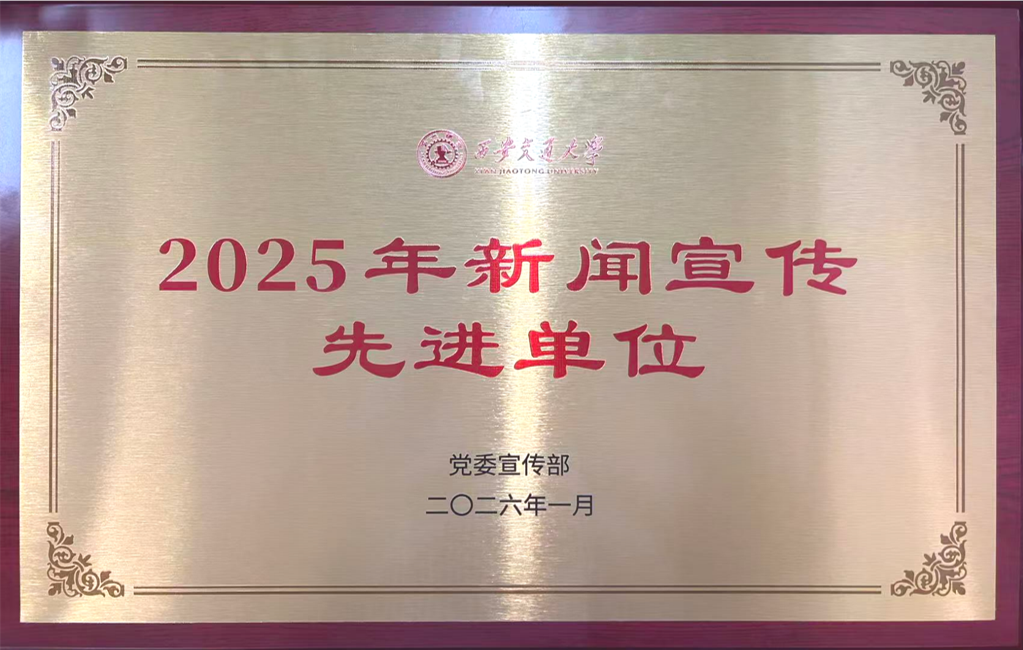 西安交通大学
XI'AN JIAOTONG UNIVERSITY
2025年新闻宣传
先进单位
党委宣传部
二〇二六年一月